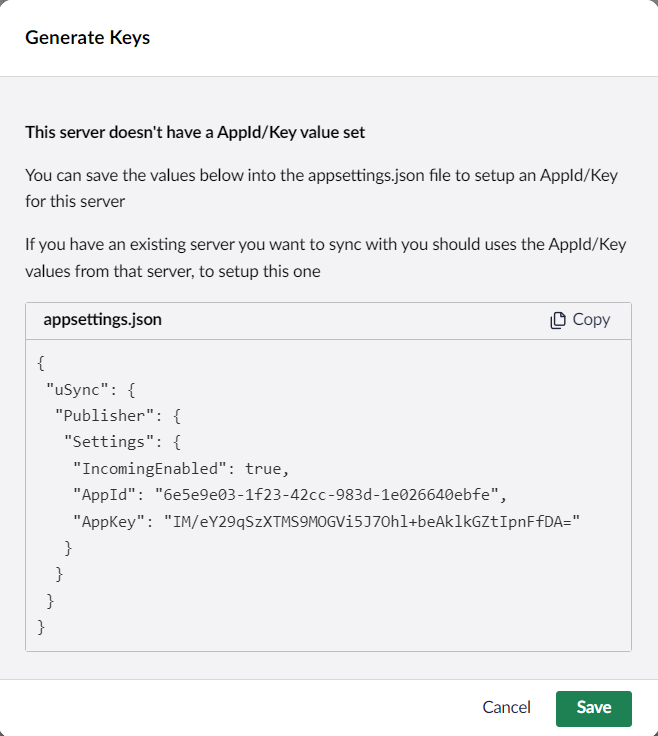 Generate Keys
This server doesn't have a AppId/Key value set
You can save the values below into the appsettings.json file to setup an AppId/Key
for this server
If you have an existing server you want to sync with you should uses the AppId/Key
values from that server, to setup this one
appsettings.json Copy
{
"uSync": {
"Publisher": {
"Settings": {
"IncomingEnabled": true,
"AppId": "6e5e9e03-1f23-42cc-983d-1e026640ebfe",
"AppKey": "IM/eY29qSzXTMS9MOGVi5J7Ohl+beAklkGZtIpnFfDA="
}
}
}
}
Cancel Save